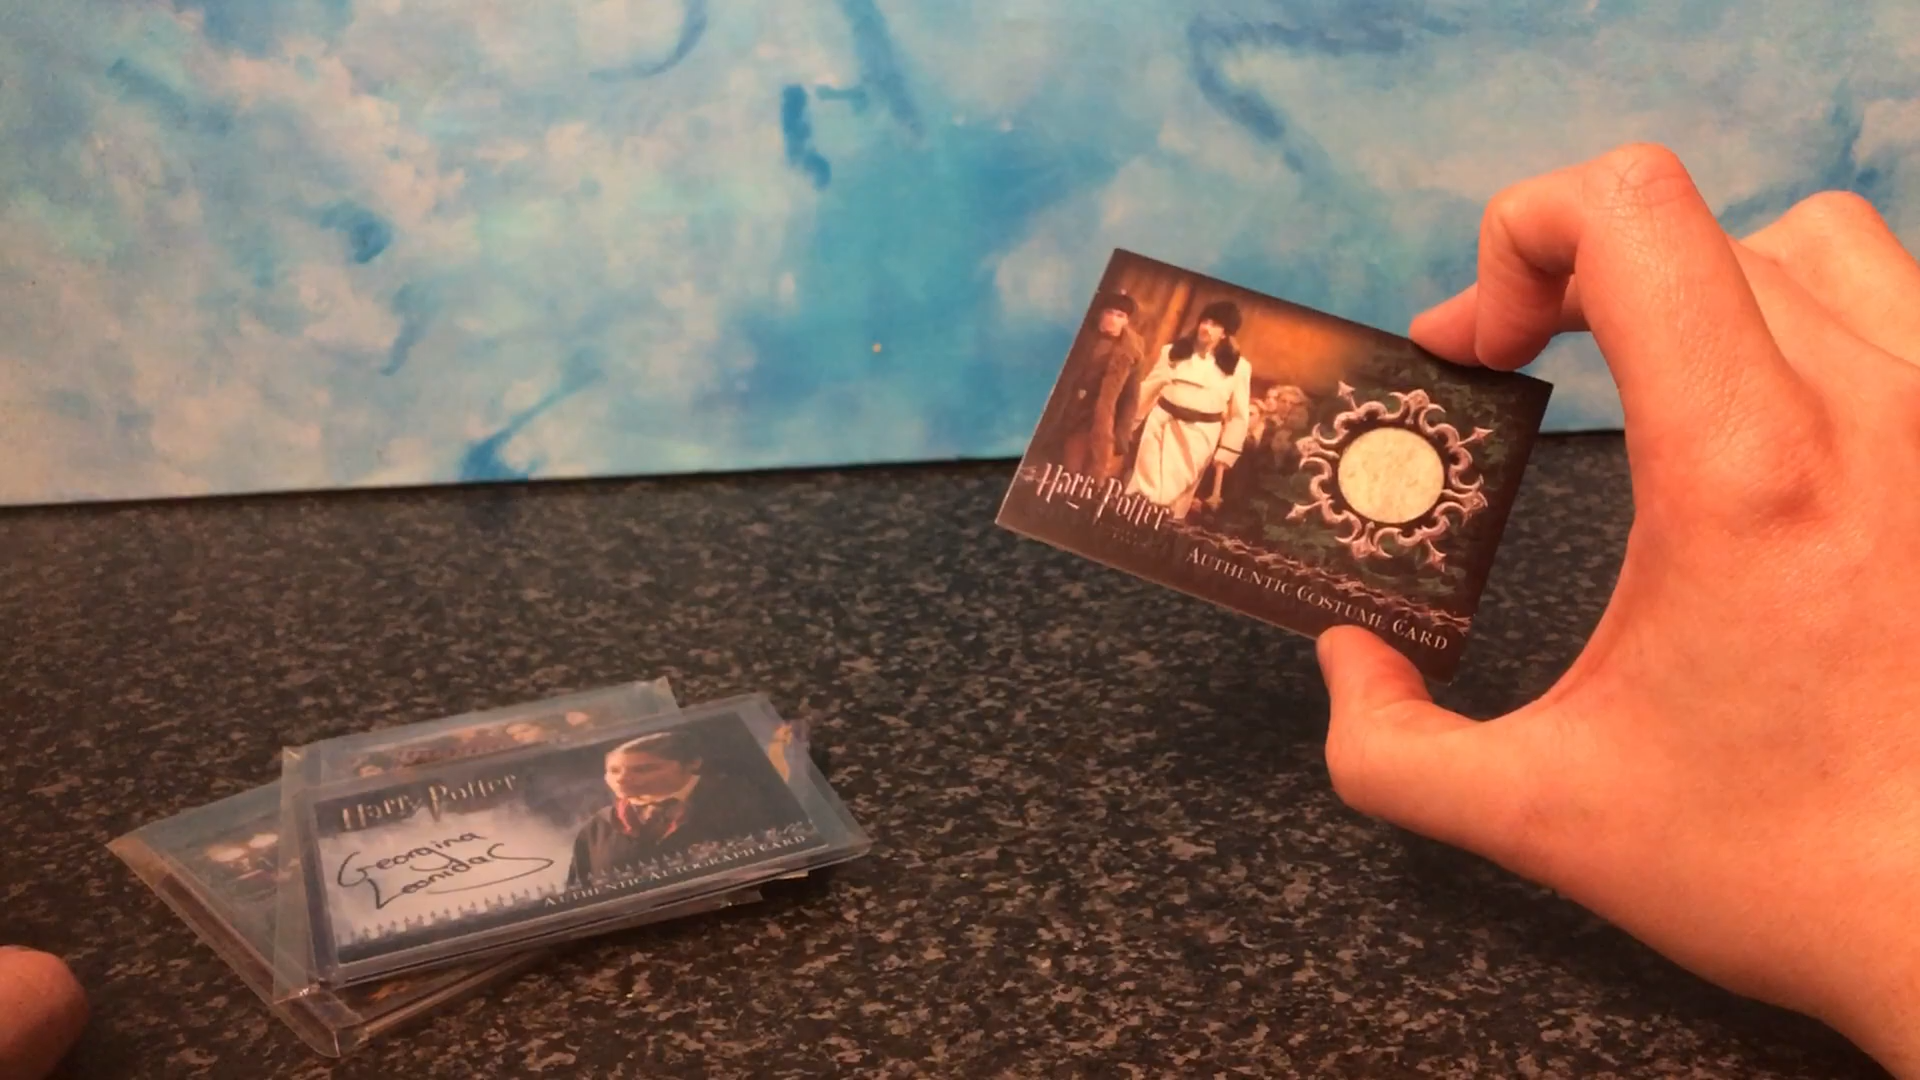 Harry Potter
AUTHENTIC COSTUME CARD
Harry Potter
Georgina
Leonidas
AUTHENTIC AUTOGRAPH CARD